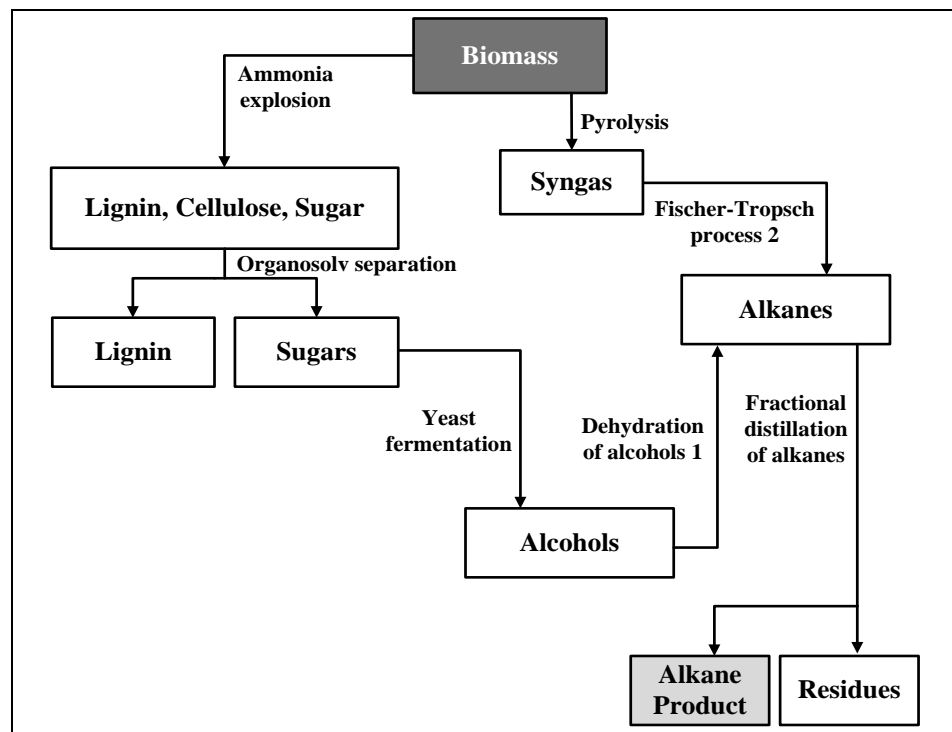 Biomass
Ammonia
explosion
Pyrolysis
Syngas
Lignin, Cellulose, Sugar
Fischer-Tropsch
process 2
Organosolv separation
Alkanes
Lignin
Sugars
Yeast
fermentation
Dehydration
of alcohols 1
Fractional
distillation
of alkanes
Alcohols
Alkane
Product
Residues